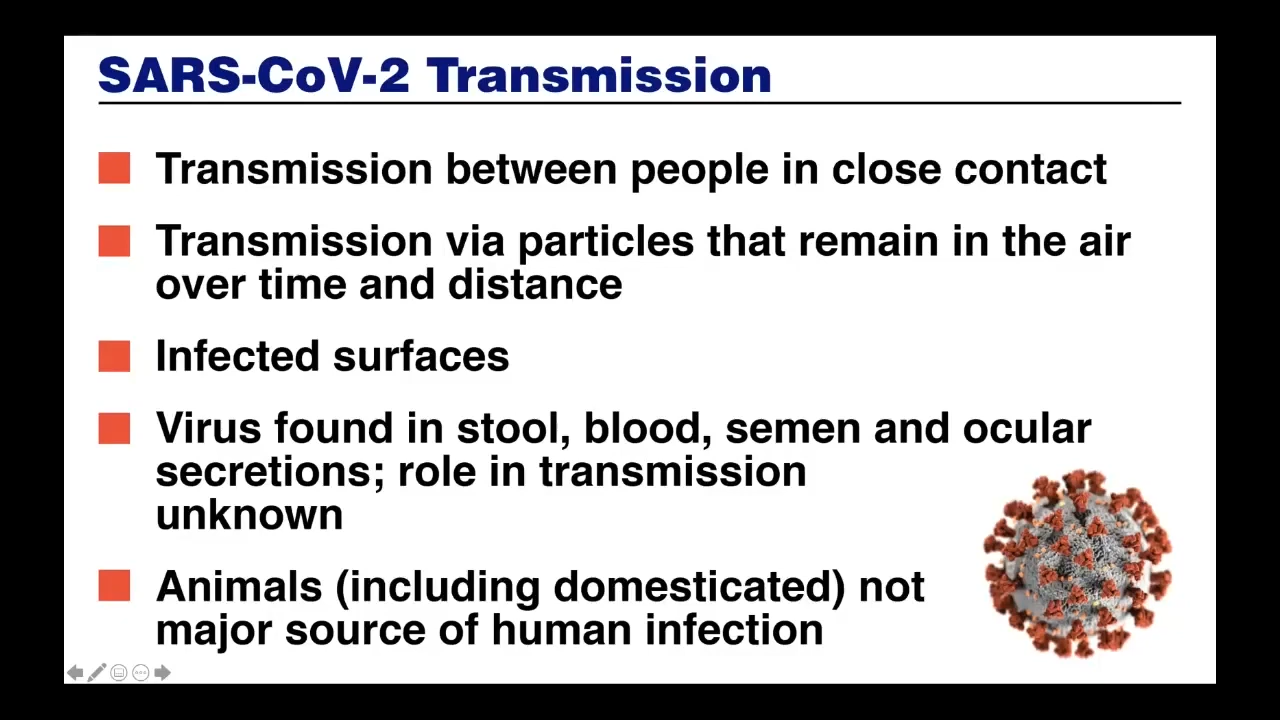 SARS-CoV-2 Transmission
Transmission between people in close contact
Transmission via particles that remain in the air
over time and distance
Infected surfaces
Virus found in stool, blood, semen and ocular
secretions; role in transmission
unknown
Animals (including domesticated) not
major source of human infection